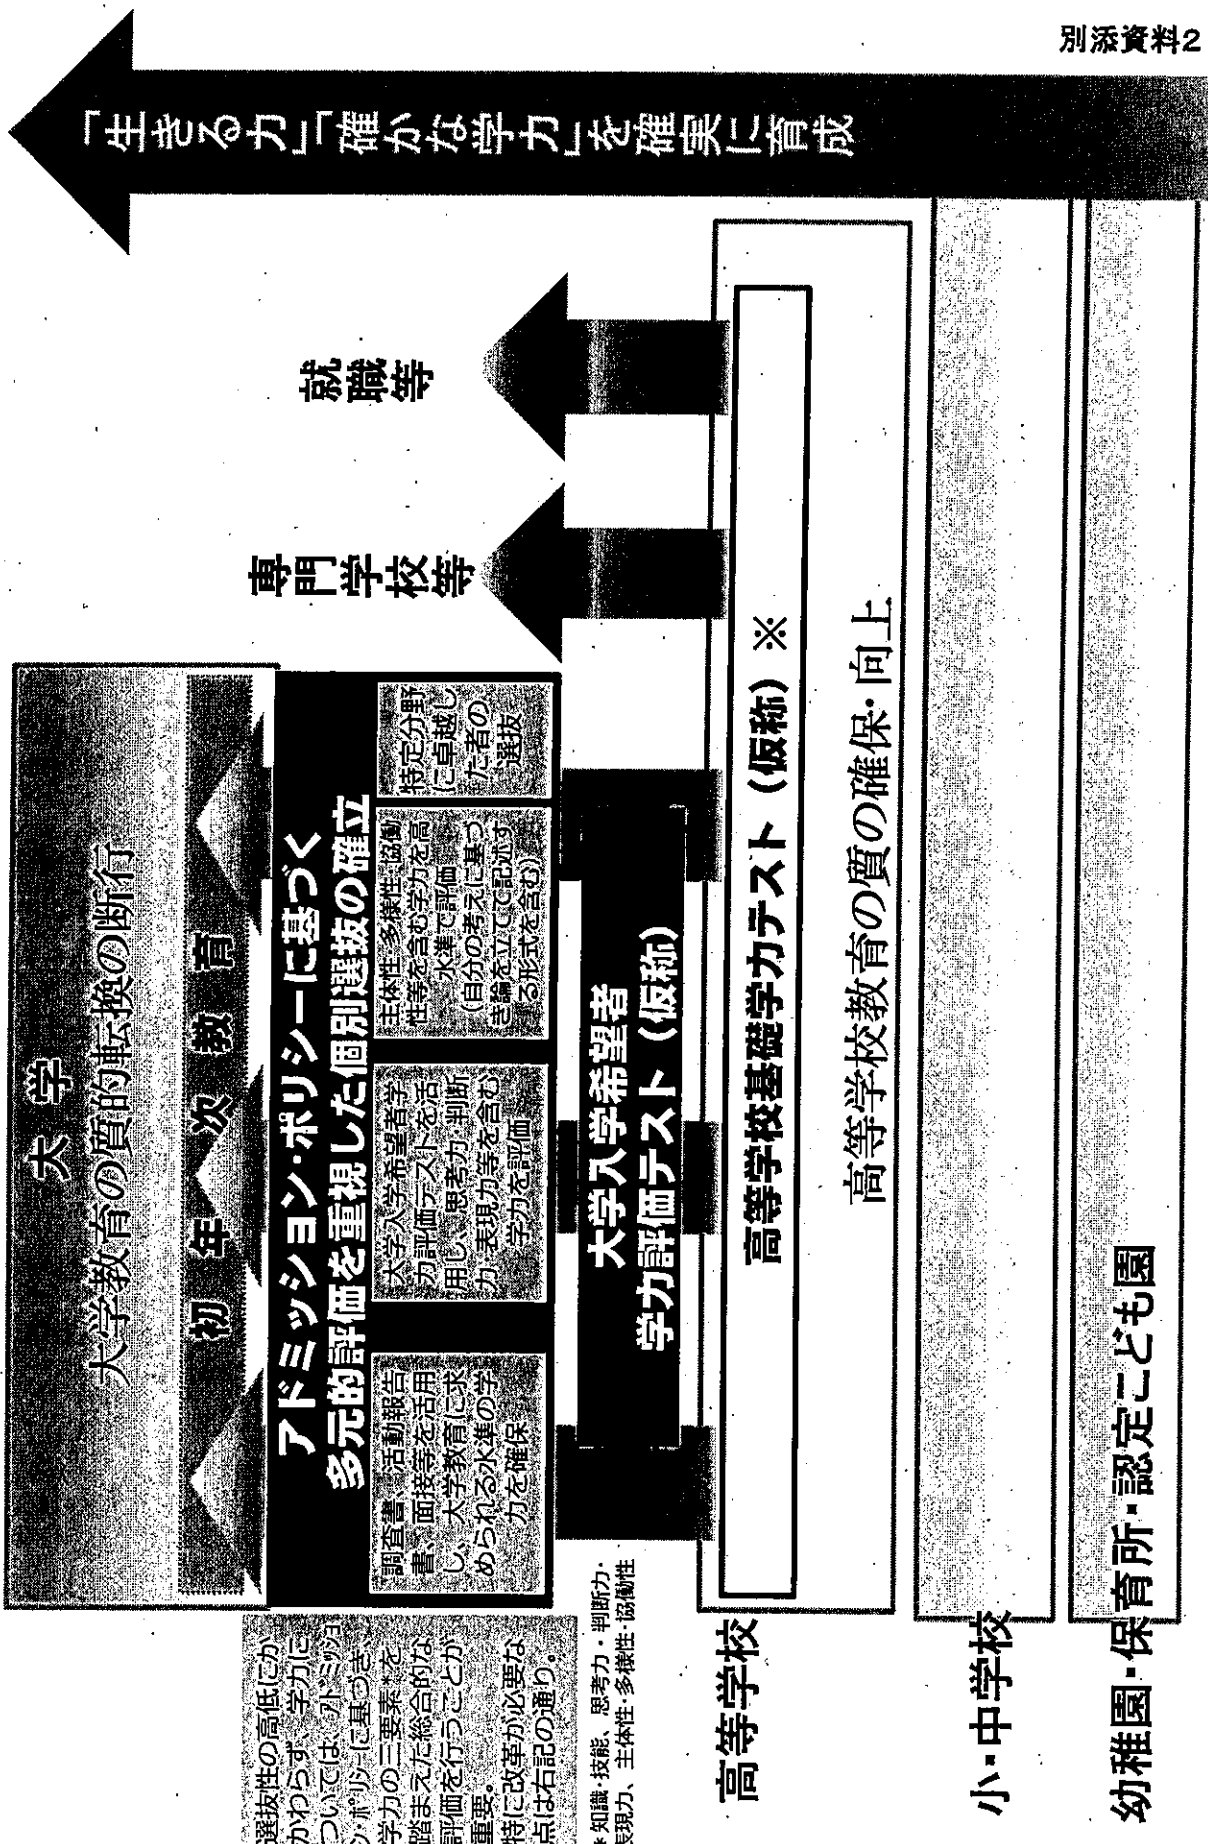 別添資料2
「生きる力」「確かな学力」を確実に育成
大学
大学教育の質的転換の断行
初年次教育
アドミッション・ポリシーに基づく
多元的評価を重視した個別選抜の確立
調査書、活動報告
書、面接等を活用
し、大学教育に求
められる水準の学
力を確保
大学入学希望者学
力評価テストを活
用し、思考力・判断
力・表現力等を含む
学力を評価
主体性・多様性・協働
性等を含む学力を高
水準で評価
(自分の考えに基づ
き論を立てて記述す
る形式を含む)
特定分野
に卓越し
た者の
選抜
選抜性の高低にか
かわらず、学力に
ついては、アドミッショ
ン・ポリシーに基づき、
学力の三要素*を
踏まえた総合的な
評価を行うことが
重要。
特に改革が必要な
点は右記の通り。
*知識・技能、思考力・判断力・
表現力、主体性・多様性・協働性
専門学校等
就職等
大学入学希望者
学力評価テスト(仮称)
高等学校
高等学校基礎学力テスト(仮称)※
高等学校教育の質の確保・向上
小・中学校
幼稚園・保育所・認定こども園